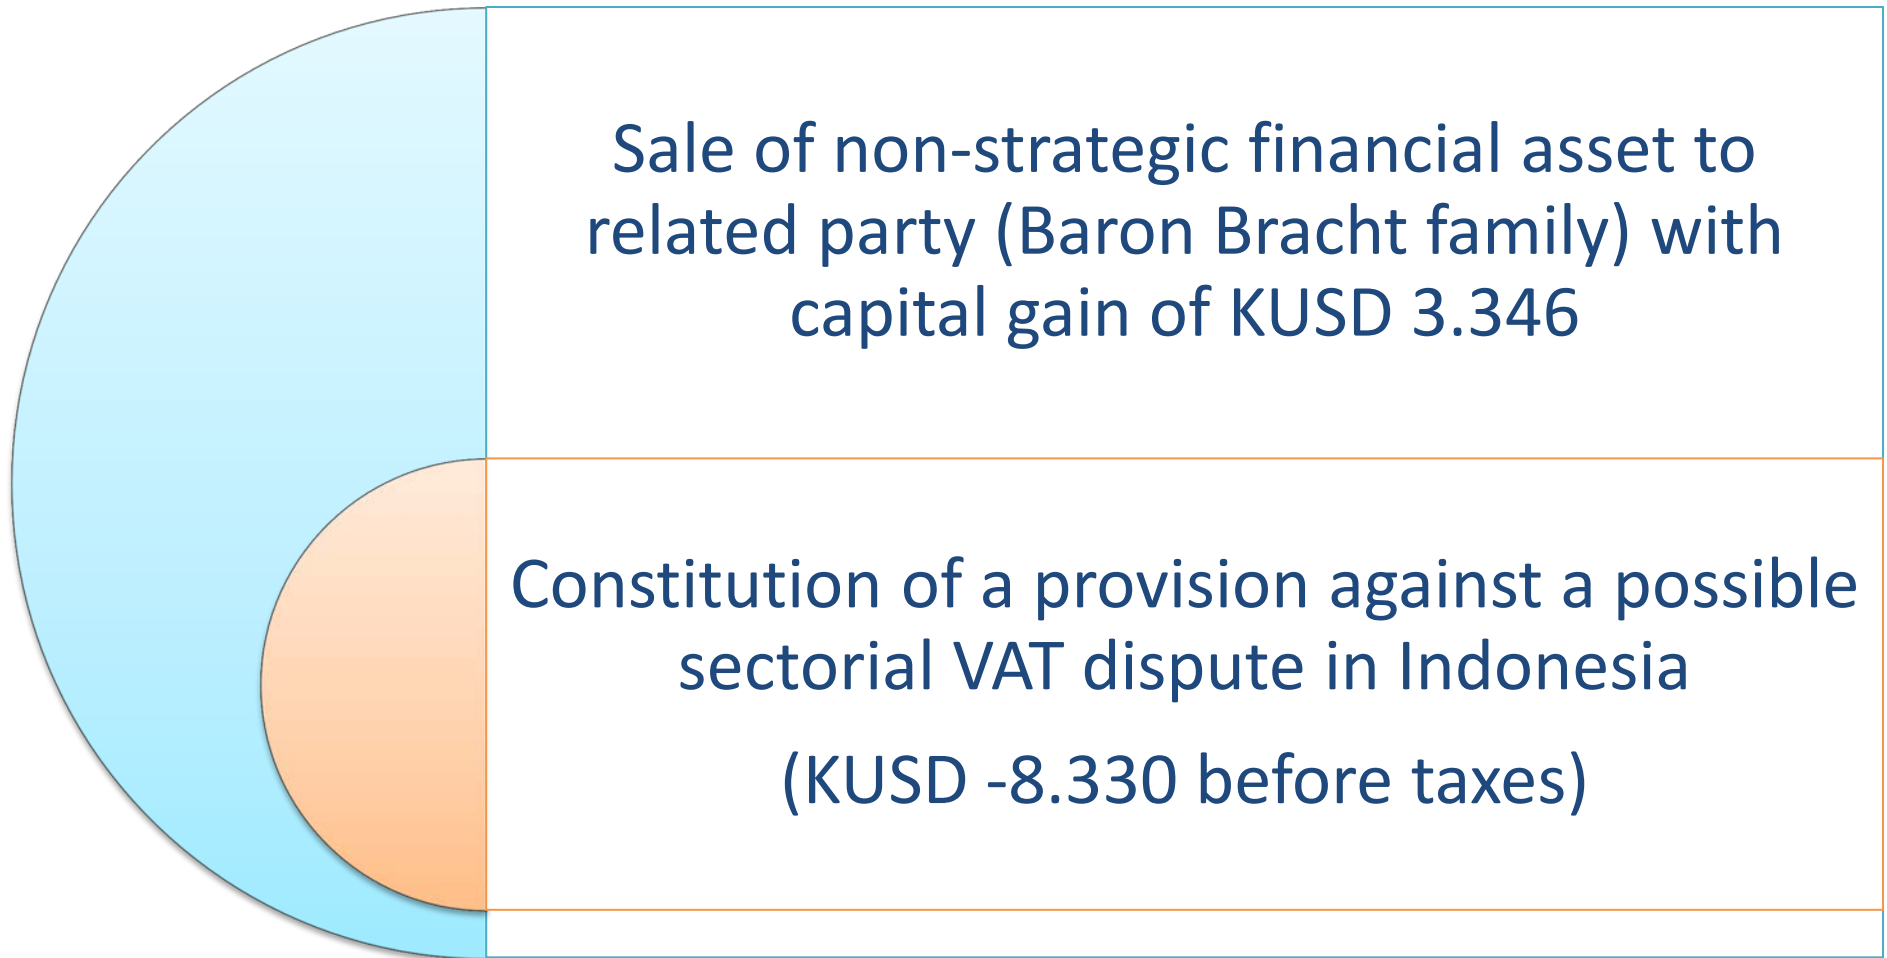 Sale of non-strategic financial asset to
related party (Baron Bracht family) with
capital gain of KUSD 3.346
Constitution of a provision against a possible
sectorial VAT dispute in Indonesia
(KUSD -8.330 before taxes)